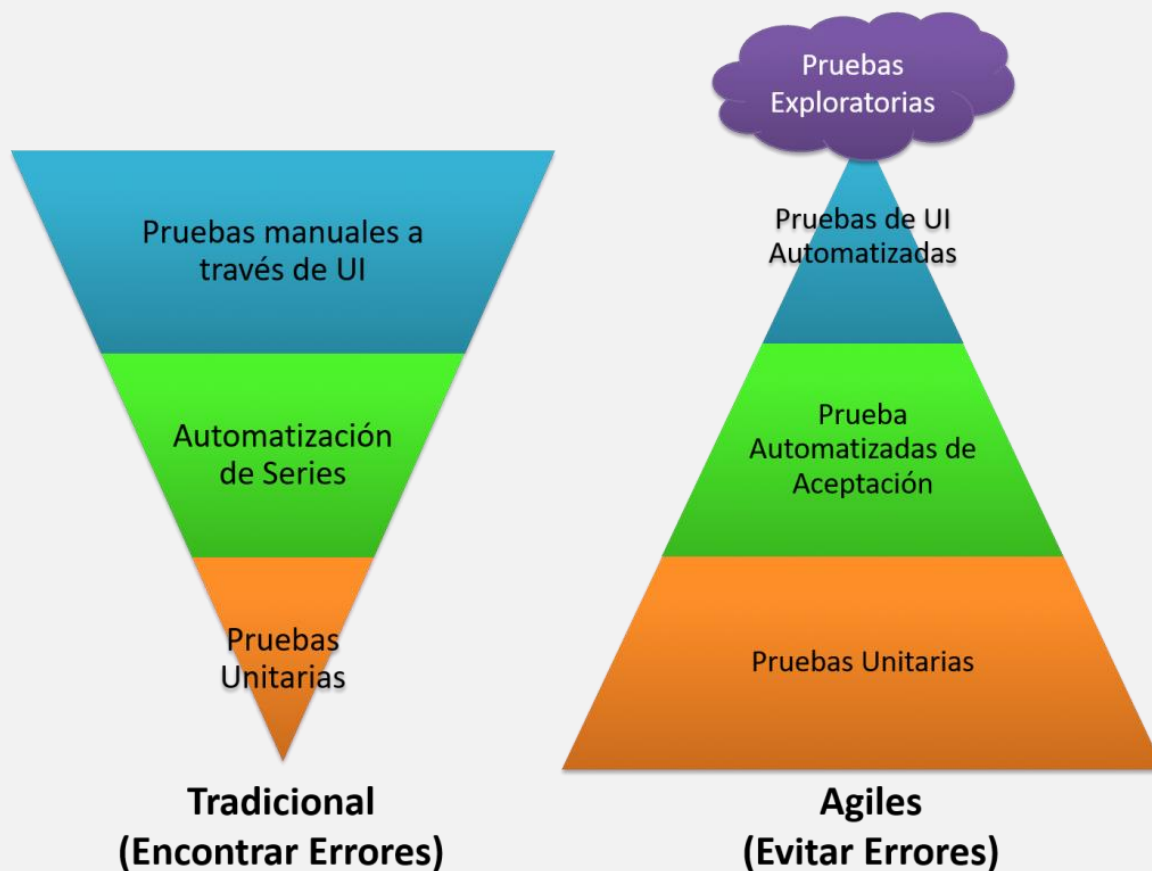 Pruebas manuales a
través de UI
Automatización
de Series
Pruebas
Unitarias
Tradicional
(Encontrar Errores)
Pruebas
Exploratorias
Pruebas de UI
Automatizadas
Prueba
Automatizadas de
Aceptación
Pruebas Unitarias
Agiles
(Evitar Errores)